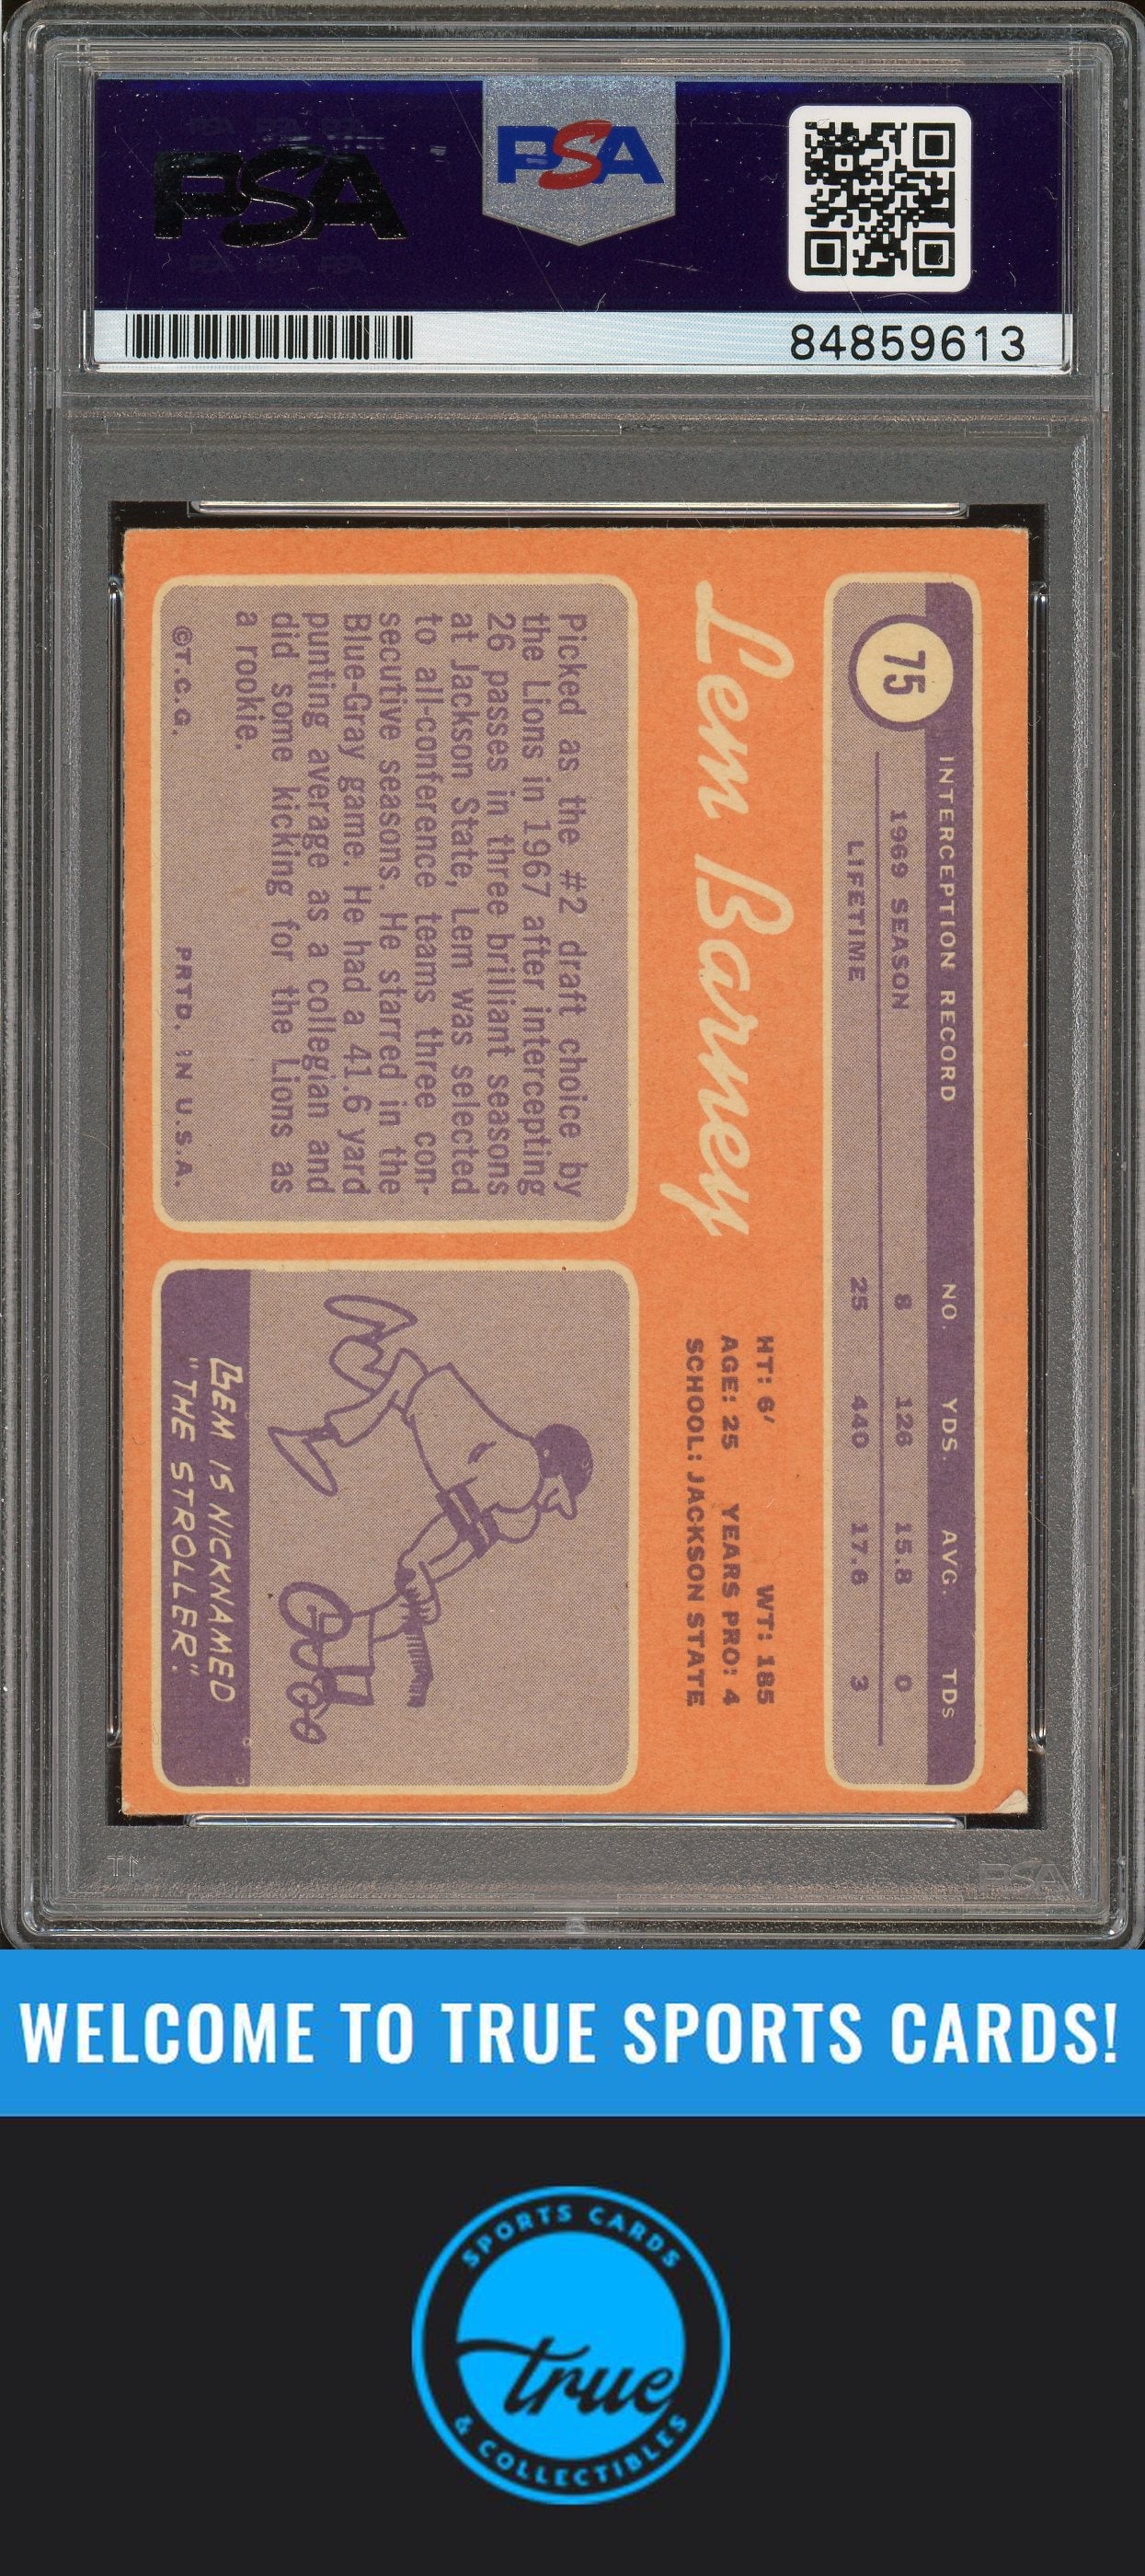 PSA
PSA
84859613
75
INTERCEPTION RECORD NO. YDS. AVG. TDS
1969 SEASON 8 126 15.8 0
LIFETIME 25 440 17.6 3
Lem Barney
HT: 6' WT: 185
AGE: 25 YEARS PRO: 4
SCHOOL: JACKSON STATE
Picked as the #2 draft choice by
the Lions in 1967 after intercepting
26 passes in three brilliant seasons
at Jackson State, Lem was selected
to all-conference teams three con-
secutive seasons. He starred in the
Blue-Gray game. He had a 41.6 yard
punting average as a collegian and
did some kicking for the Lions as
a rookie.
©T.C.G. PRTD. IN U.S.A.
LEM IS NICKNAMED
"THE STROLLER".
PSA
WELCOME TO TRUE SPORTS CARDS!
SPORTS CARDS
true
& COLLECTIBLES